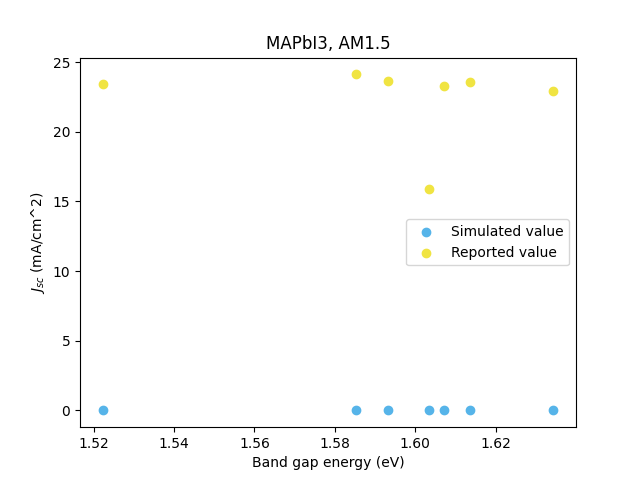 MAPbI3, AM1.5
25
20
15
10
5
0
J_sc (mA/cm^2)
Simulated value
Reported value
1.52 1.54 1.56 1.58 1.60 1.62
Band gap energy (eV)